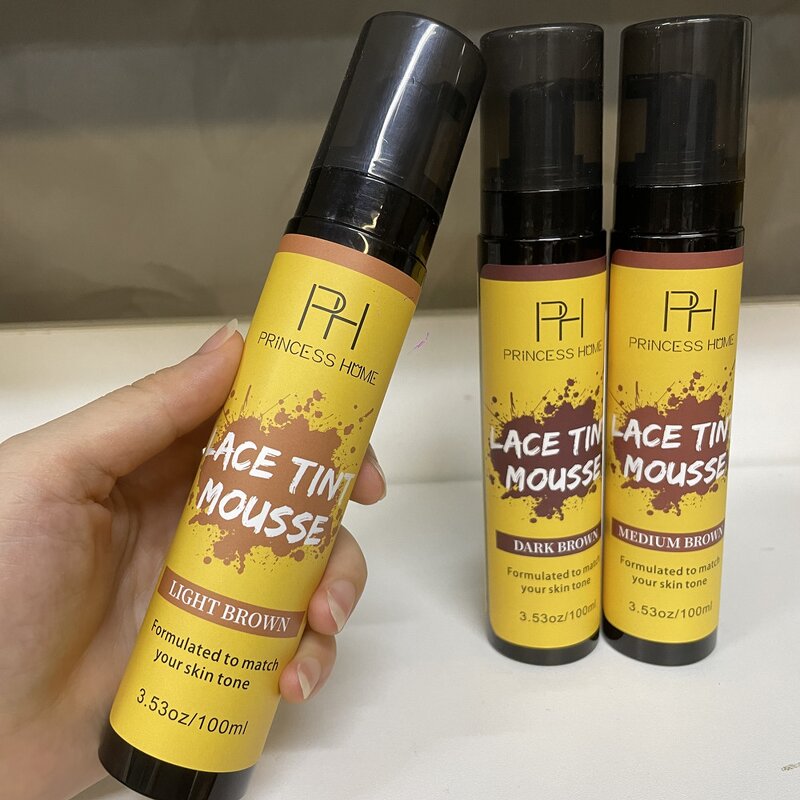 PH
PRINCESS HOME
LACE TINT
MOUSSE
LIGHT BROWN
Formulated to match
your skin tone
3.53oz/100ml
PH
PRINCESS HOME
LACE TINT
MOUSSE
DARK BROWN
Formulated to match
your skin tone
3.53oz/100ml
PH
PRINCESS HOME
LACE TINT
MOUSSE
MEDIUM BROWN
Formulated to match
your skin tone
3.53oz/100ml